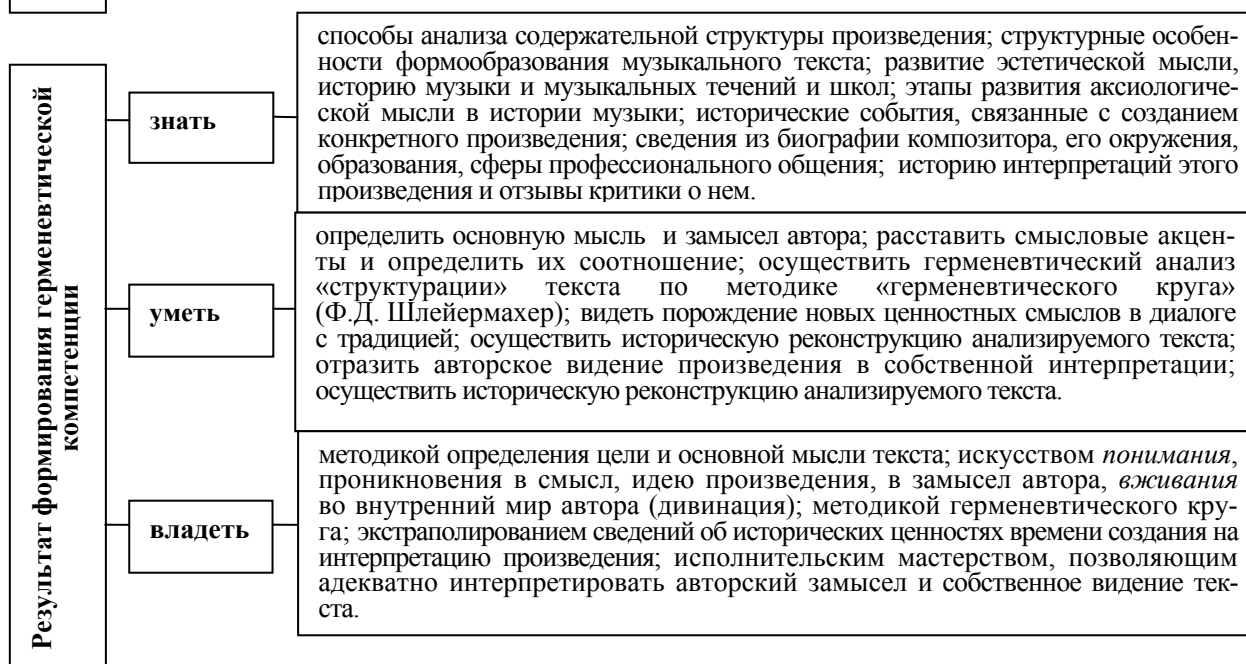 Результат формирования герменевтической
компетенции
знать
способы анализа содержательной структуры произведения; структурные особен-
ности формообразования музыкального текста; развитие эстетической мысли,
историю музыки и музыкальных течений и школ; этапы развития аксиологиче-
ской мысли в истории музыки; исторические события, связанные с созданием
конкретного произведения; сведения из биографии композитора, его окружения,
образования, сферы профессионального общения; историю интерпретаций этого
произведения и отзывы критики о нем.
уметь
определить основную мысль и замысел автора; расставить смысловые акцен-
ты и определить их соотношение; осуществить герменевтический анализ
«структурации» текста по методике «герменевтического круга»
(Ф.Д. Шлейермахер); видеть порождение новых ценностных смыслов в диалоге
с традицией; осуществить историческую реконструкцию анализируемого текста;
отразить авторское видение произведения в собственной интерпретации;
осуществить историческую реконструкцию анализируемого текста.
владеть
методикой определения цели и основной мысли текста; искусством понимания,
проникновения в смысл, идею произведения, в замысел автора, вживания
во внутренний мир автора (дивинация); методикой герменевтического кру-
га; экстраполированием сведений об исторических ценностях времени создания на
интерпретацию произведения; исполнительским мастерством, позволяющим
адекватно интерпретировать авторский замысел и собственное видение тек-
ста.